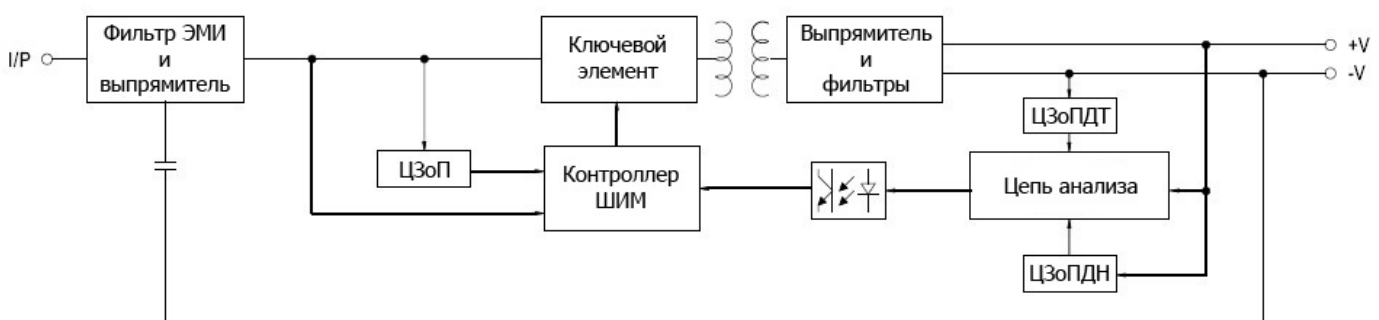 I/P
Фильтр ЭМИ
и
выпрямитель
Ключевой
элемент
Выпрямитель
и
фильтры
+V
-V
ЦЗоП
Контроллер
ШИМ
ЦЗоПДТ
Цепь анализа
ЦЗоПДН